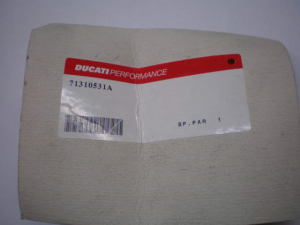 DUCATI PERFORMANCE
71310531A
SP.PAR 1